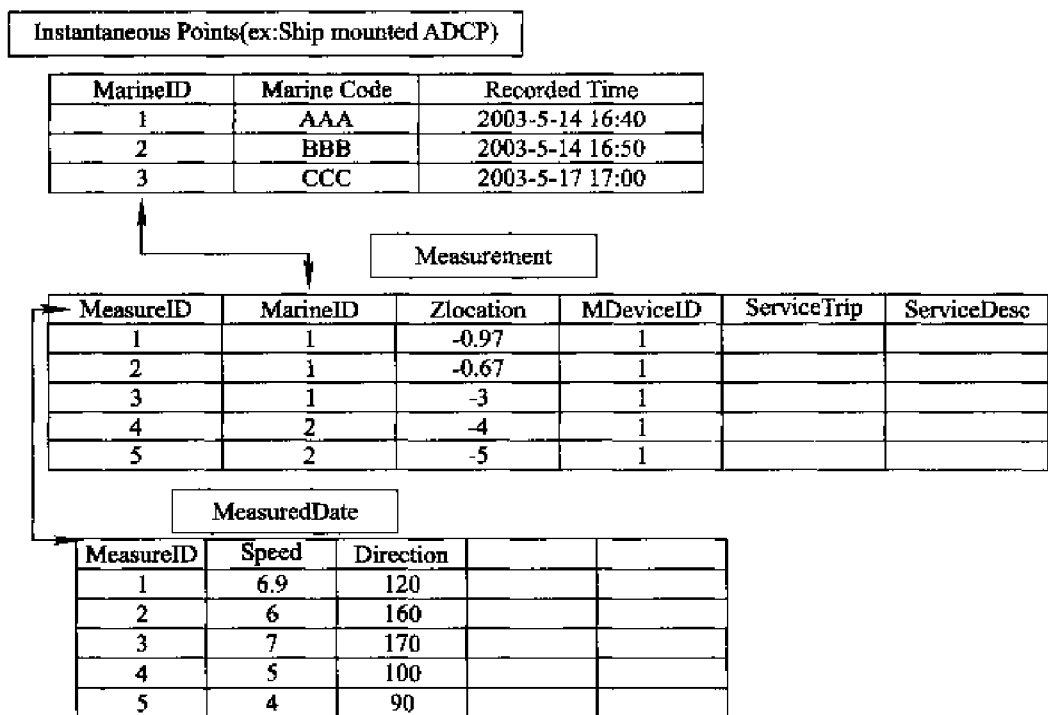 Instantaneous Points(ex:Ship mounted ADCP)
MarineID Marine Code Recorded Time
1 AAA 2003-5-14 16:40
2 BBB 2003-5-14 16:50
3 CCC 2003-5-17 17:00
Measurement
MeasureID MarineID Zlocation MDeviceID ServiceTrip ServiceDesc
1 1 -0.97 1
2 1 -0.67 1
3 1 -3 1
4 2 -4 1
5 2 -5 1
MeasuredDate
MeasureID Speed Direction
1 6.9 120
2 6 160
3 7 170
4 5 100
5 4 90